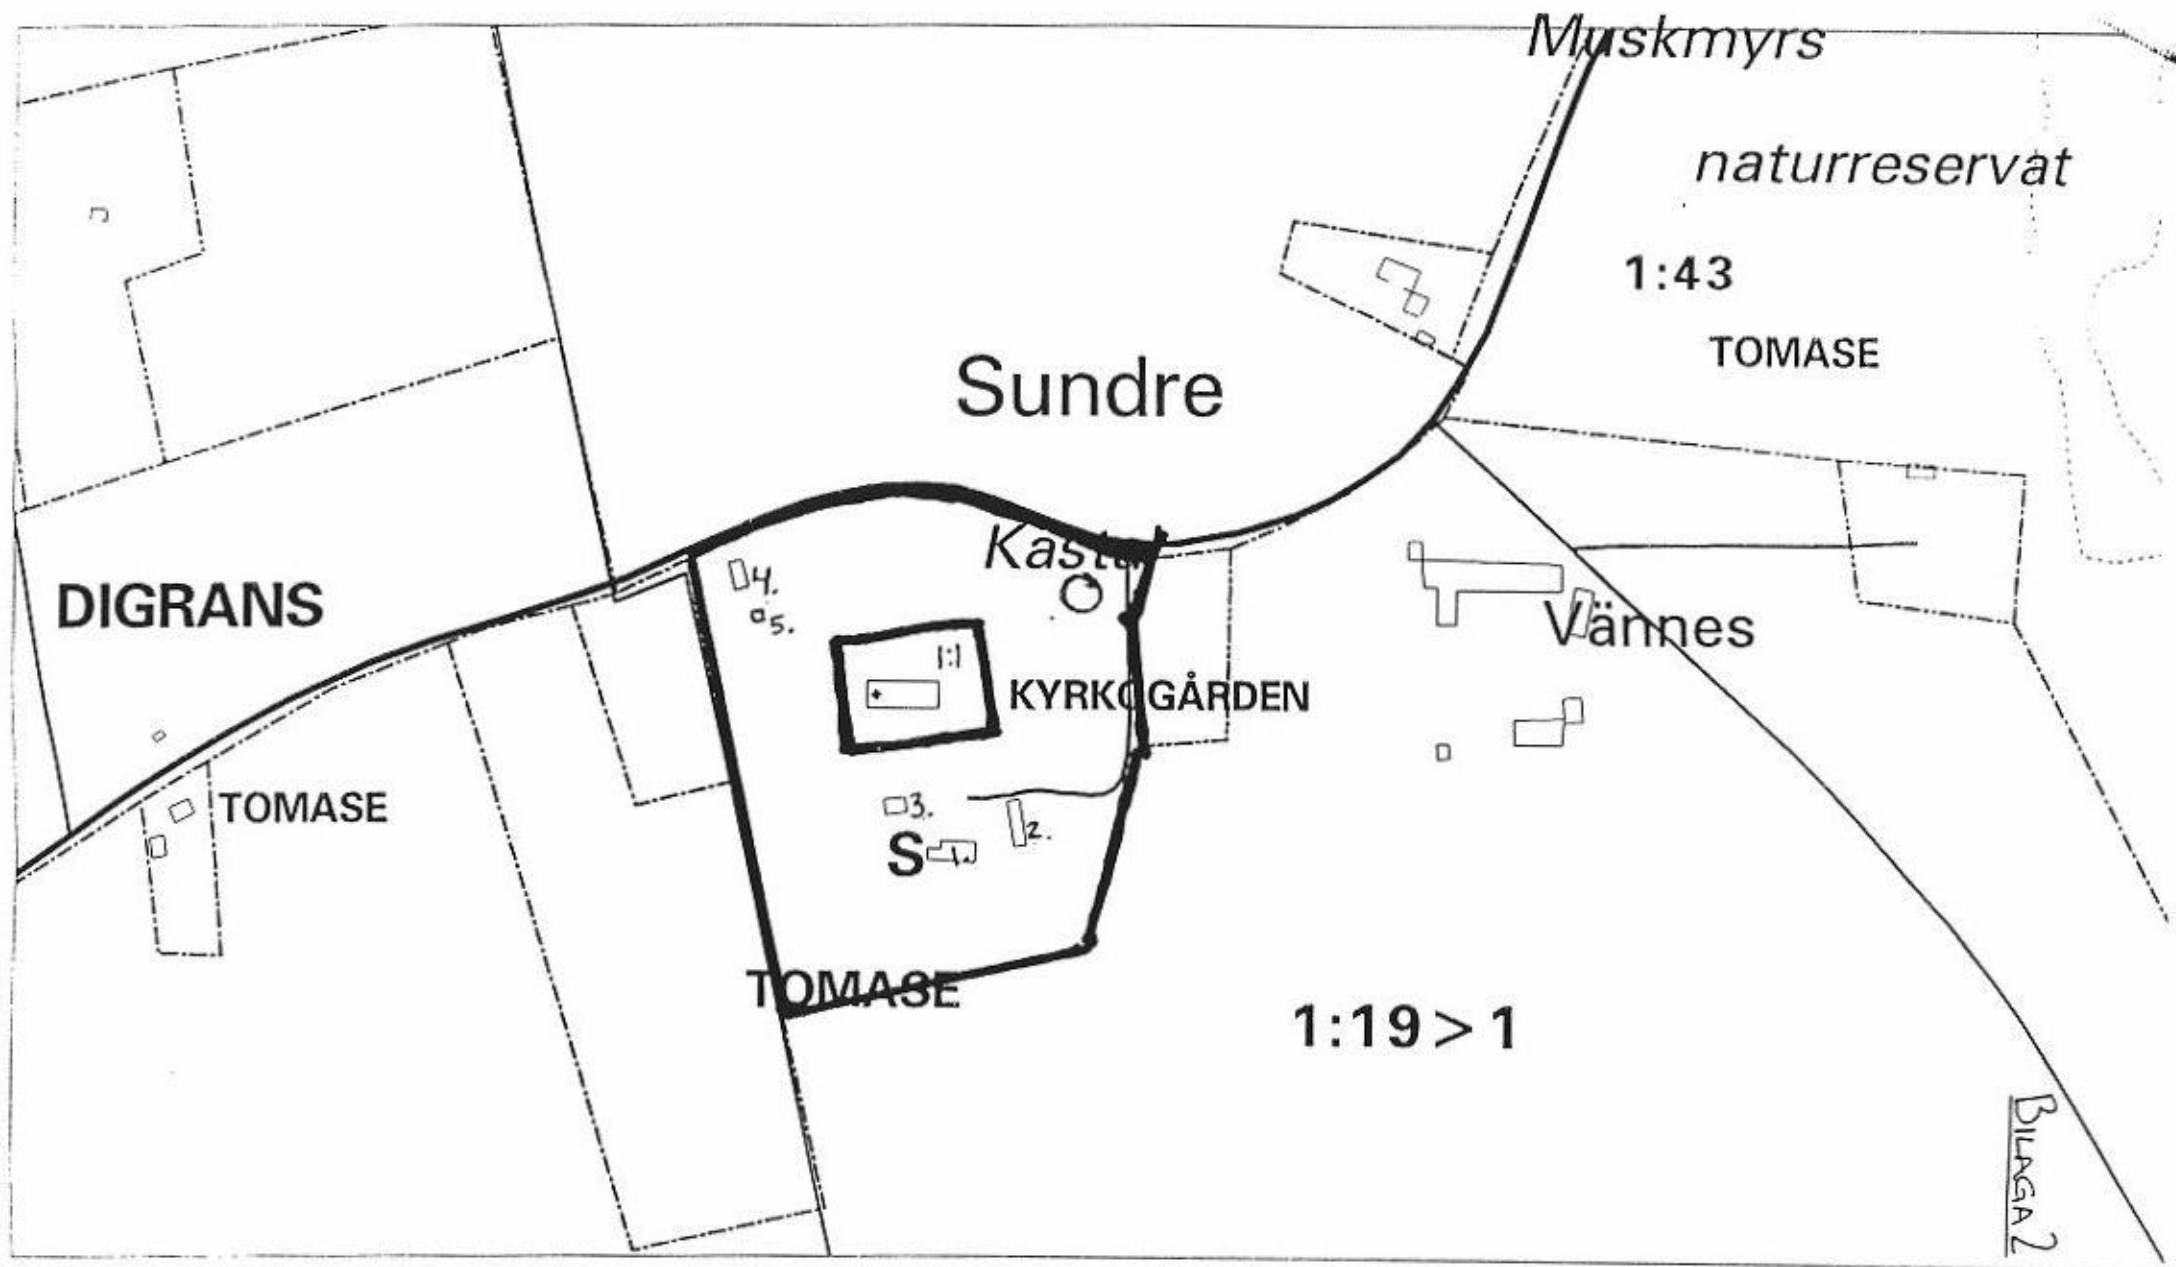 Muskmyrs
naturreservat
1:43
TOMASE
Sundre
DIGRANS
4.
5.
1:1
KYRKOGÅRDEN
Vännes
TOMASE
3.
2.
S
1.
TOMASE
1:19>1
BILAGA 2